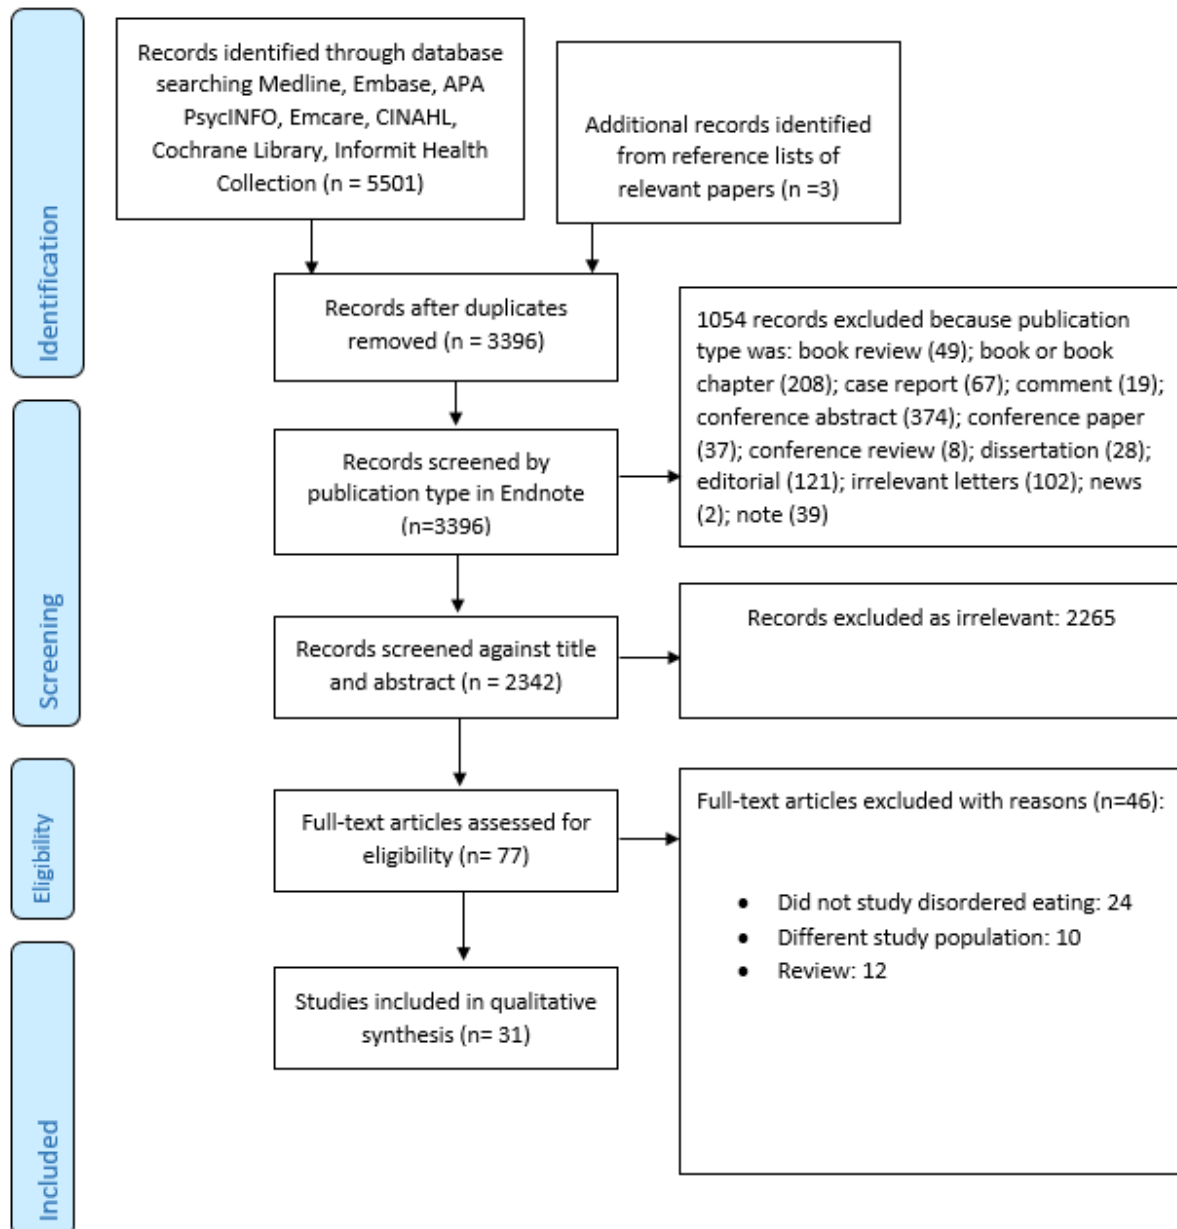 Identification
Records identified through database
searching Medline, Embase, APA
PsycINFO, Emcare, CINAHL,
Cochrane Library, Informit Health
Collection (n = 5501)
Additional records identified
from reference lists of
relevant papers (n =3)
Records after duplicates
removed (n = 3396)
Screening
Records screened by
publication type in Endnote
(n=3396)
1054 records excluded because publication
type was: book review (49); book or book
chapter (208); case report (67); comment (19);
conference abstract (374); conference paper
(37); conference review (8); dissertation (28);
editorial (121); irrelevant letters (102); news
(2); note (39)
Records screened against title
and abstract (n = 2342)
Records excluded as irrelevant: 2265
Eligibility
Full-text articles assessed for
eligibility (n= 77)
Full-text articles excluded with reasons (n=46):
● Did not study disordered eating: 24
● Different study population: 10
● Review: 12
Included
Studies included in qualitative
synthesis (n= 31)